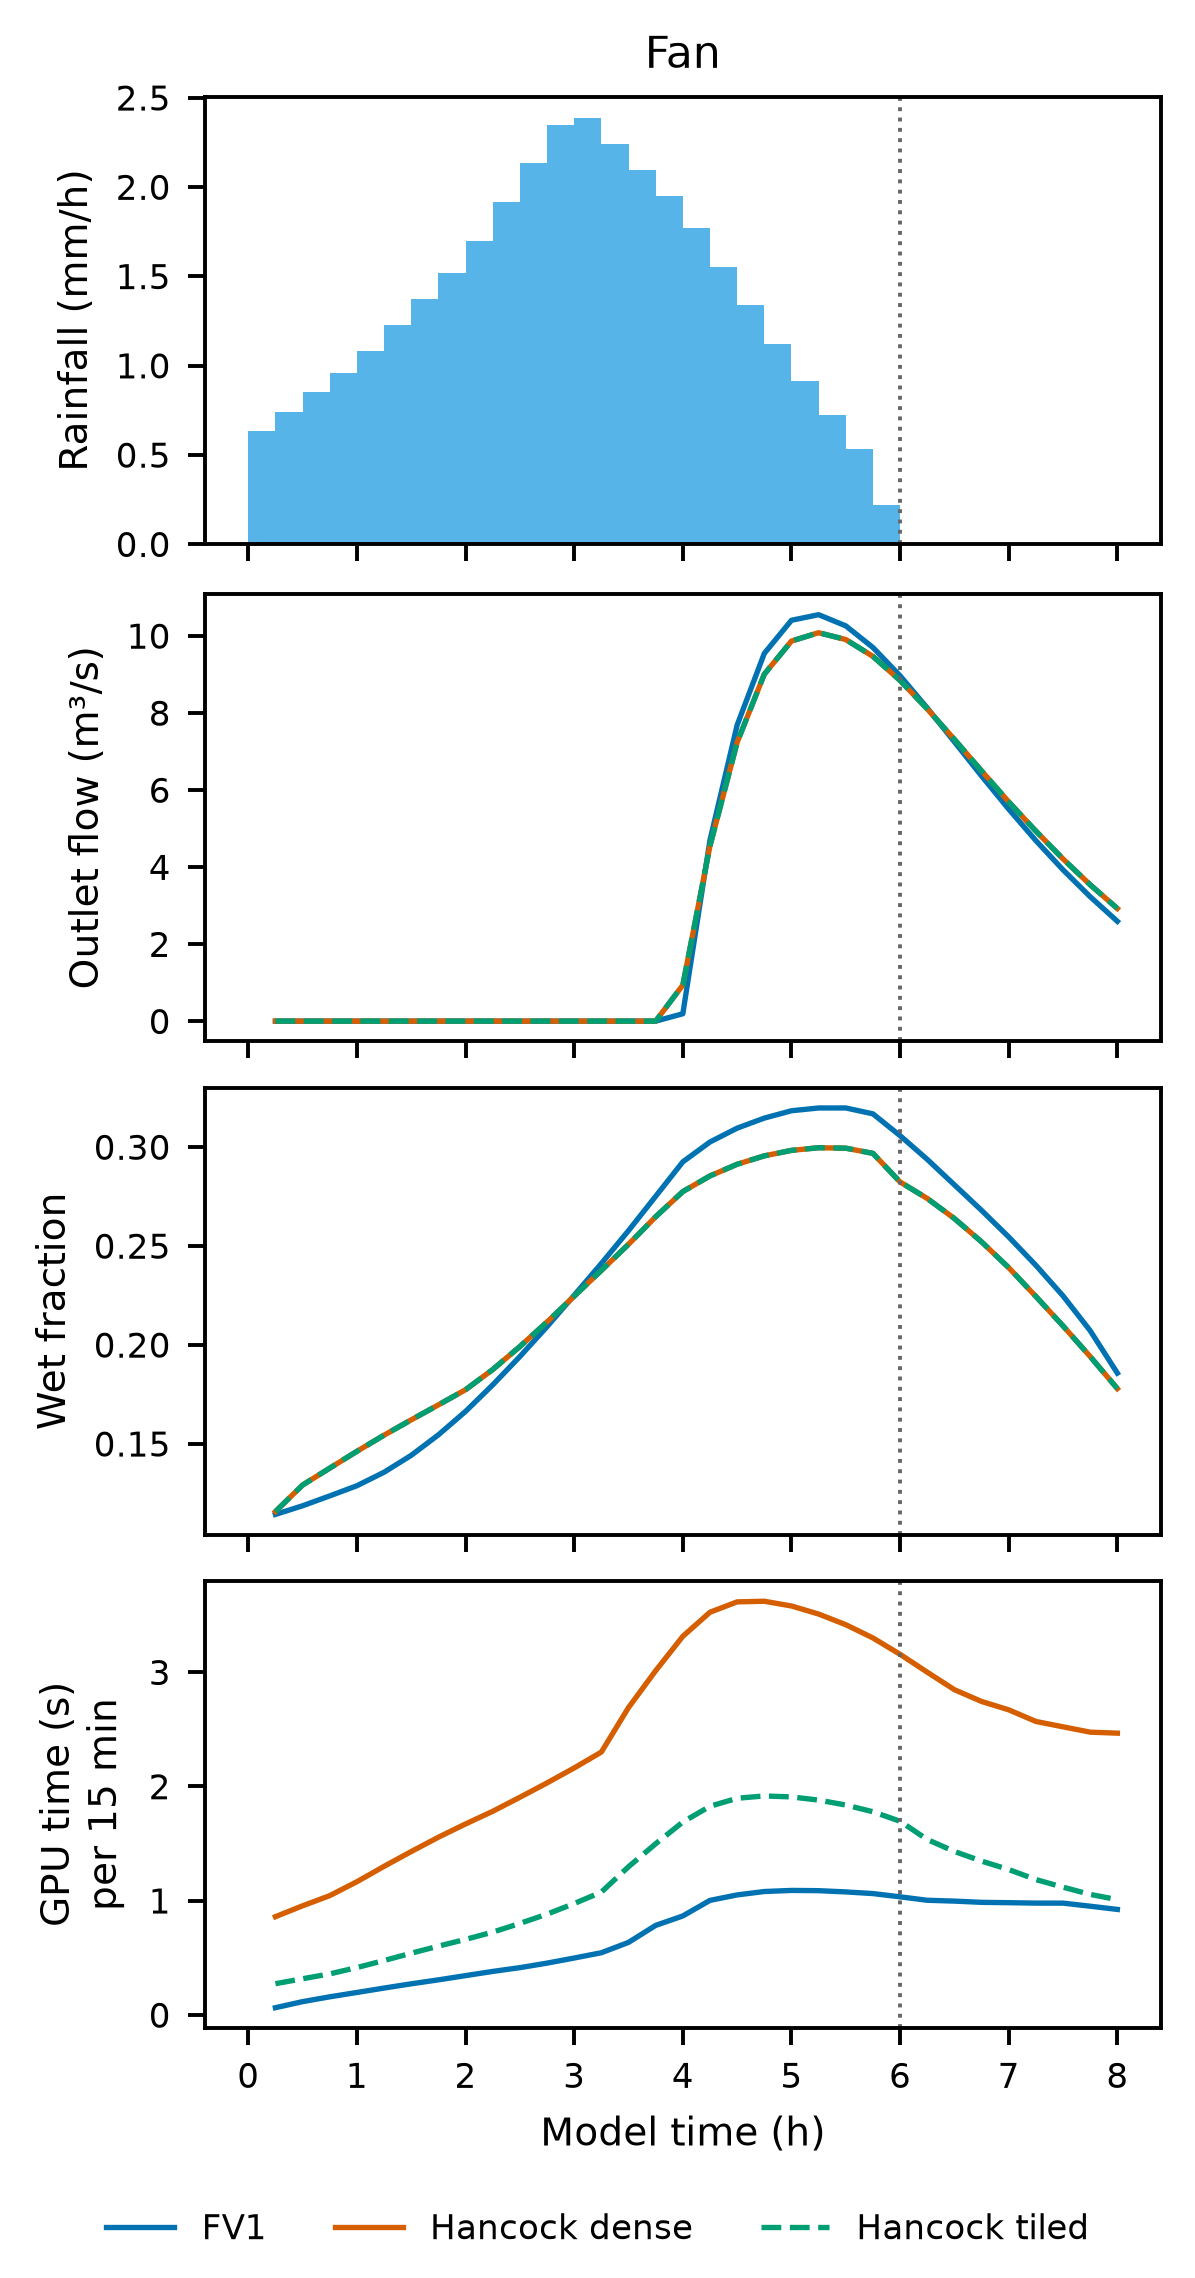 Fan
Rainfall (mm/h)
2.5
2.0
1.5
1.0
0.5
0.0
Outlet flow (m³/s)
10
8
6
4
2
0
Wet fraction
0.30
0.25
0.20
0.15
GPU time (s)
per 15 min
3
2
1
0
0 1 2 3 4 5 6 7 8
Model time (h)
FV1 Hancock dense Hancock tiled